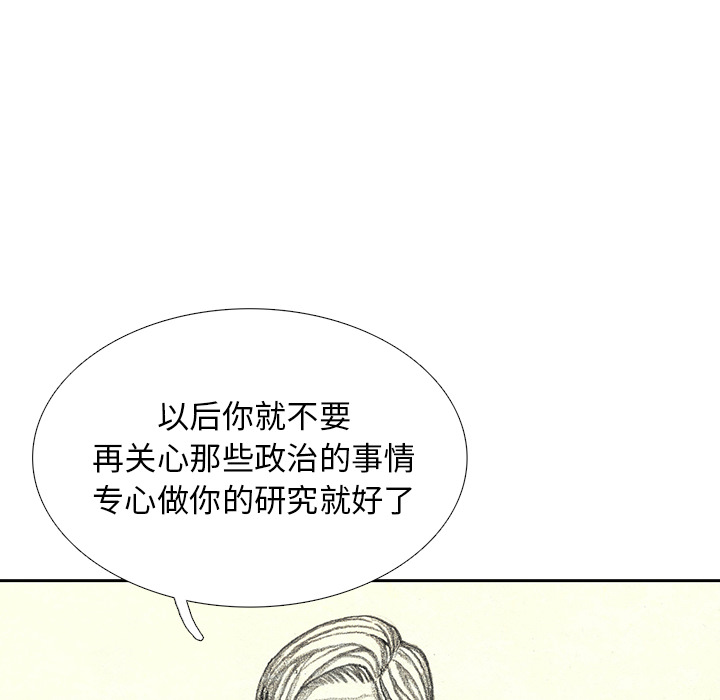 以后你就不要
再关心那些政治的事情
专心做你的研究就好了